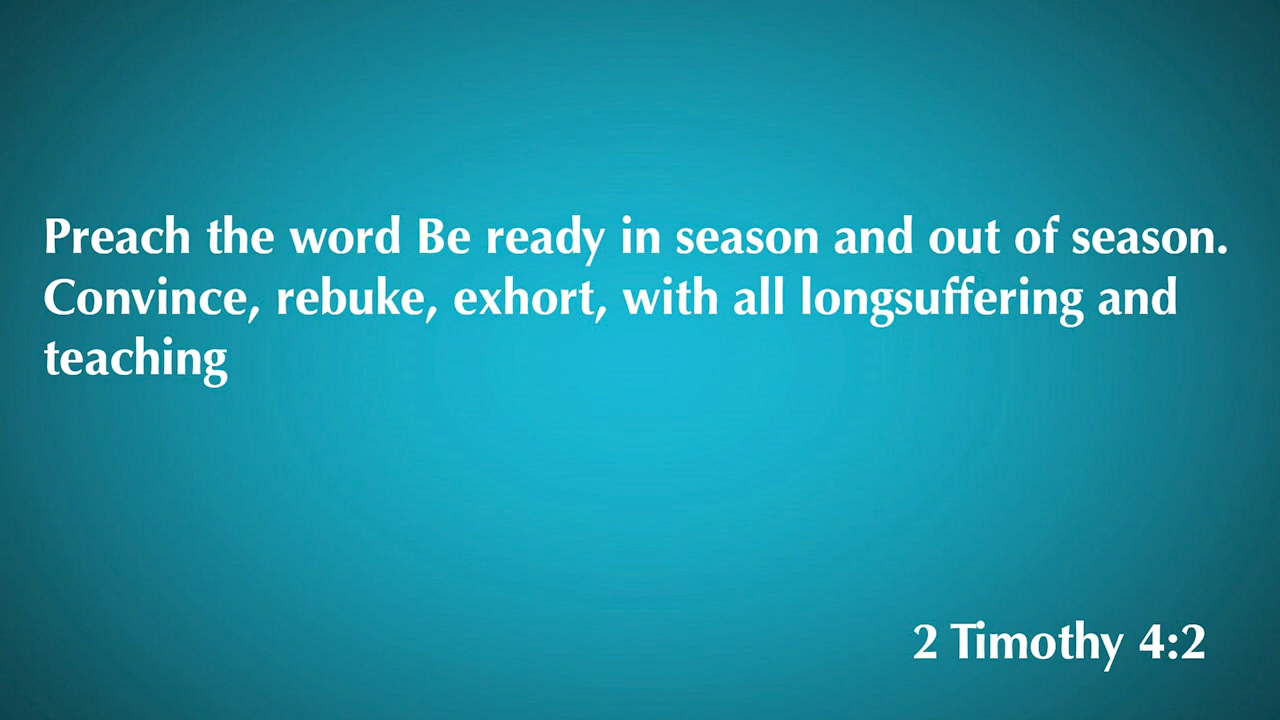 Preach the word Be ready in season and out of season.
Convince, rebuke, exhort, with all longsuffering and
teaching
2 Timothy 4:2